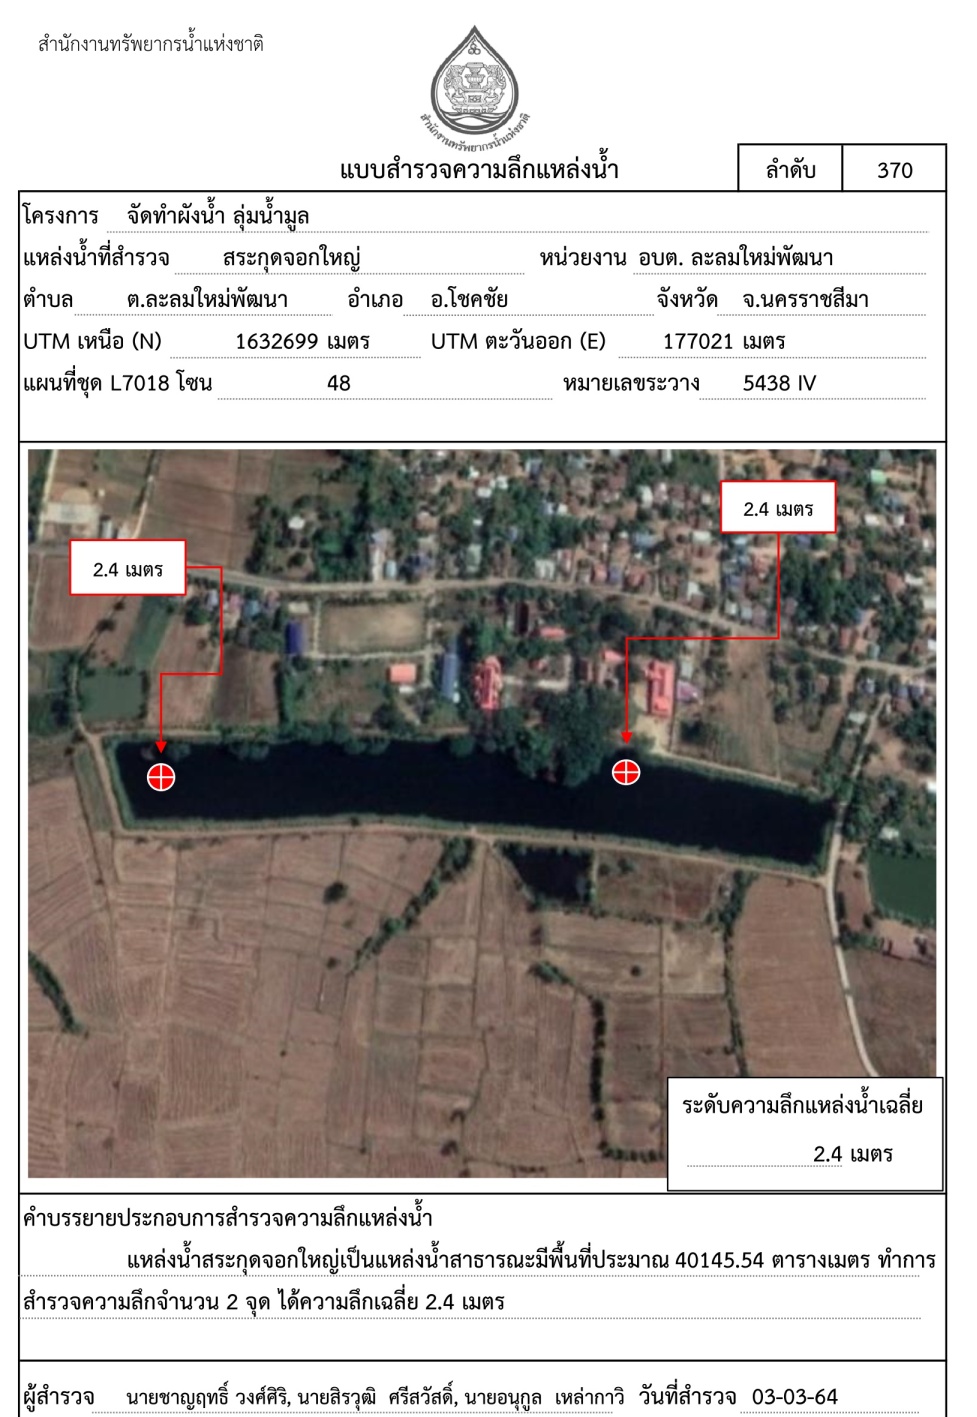 สำนักงานทรัพยากรน้ำแห่งชาติ
สำนักงานทรัพยากรน้ำแห่งชาติ
แบบสำรวจความลึกแหล่งน้ำ ลำดับ 370
โครงการ จัดทำผังน้ำ ลุ่มน้ำมูล
แหล่งน้ำที่สำรวจ สระกุดจอกใหญ่ หน่วยงาน อบต. ละลมใหม่พัฒนา
ตำบล ต.ละลมใหม่พัฒนา อำเภอ อ.โชคชัย จังหวัด จ.นครราชสีมา
UTM เหนือ (N) 1632699 เมตร UTM ตะวันออก (E) 177021 เมตร
แผนที่ชุด L7018 โซน 48 หมายเลขระวาง 5438 IV
2.4 เมตร
2.4 เมตร
ระดับความลึกแหล่งน้ำเฉลี่ย
2.4 เมตร
คำบรรยายประกอบการสำรวจความลึกแหล่งน้ำ
แหล่งน้ำสระกุดจอกใหญ่เป็นแหล่งน้ำสาธารณะมีพื้นที่ประมาณ 40145.54 ตารางเมตร ทำการ
สำรวจความลึกจำนวน 2 จุด ได้ความลึกเฉลี่ย 2.4 เมตร
ผู้สำรวจ นายชาญฤทธิ์ วงศ์ศิริ, นายสิรวุฒิ ศรีสวัสดิ์, นายอนุกูล เหล่ากาวิ วันที่สำรวจ 03-03-64